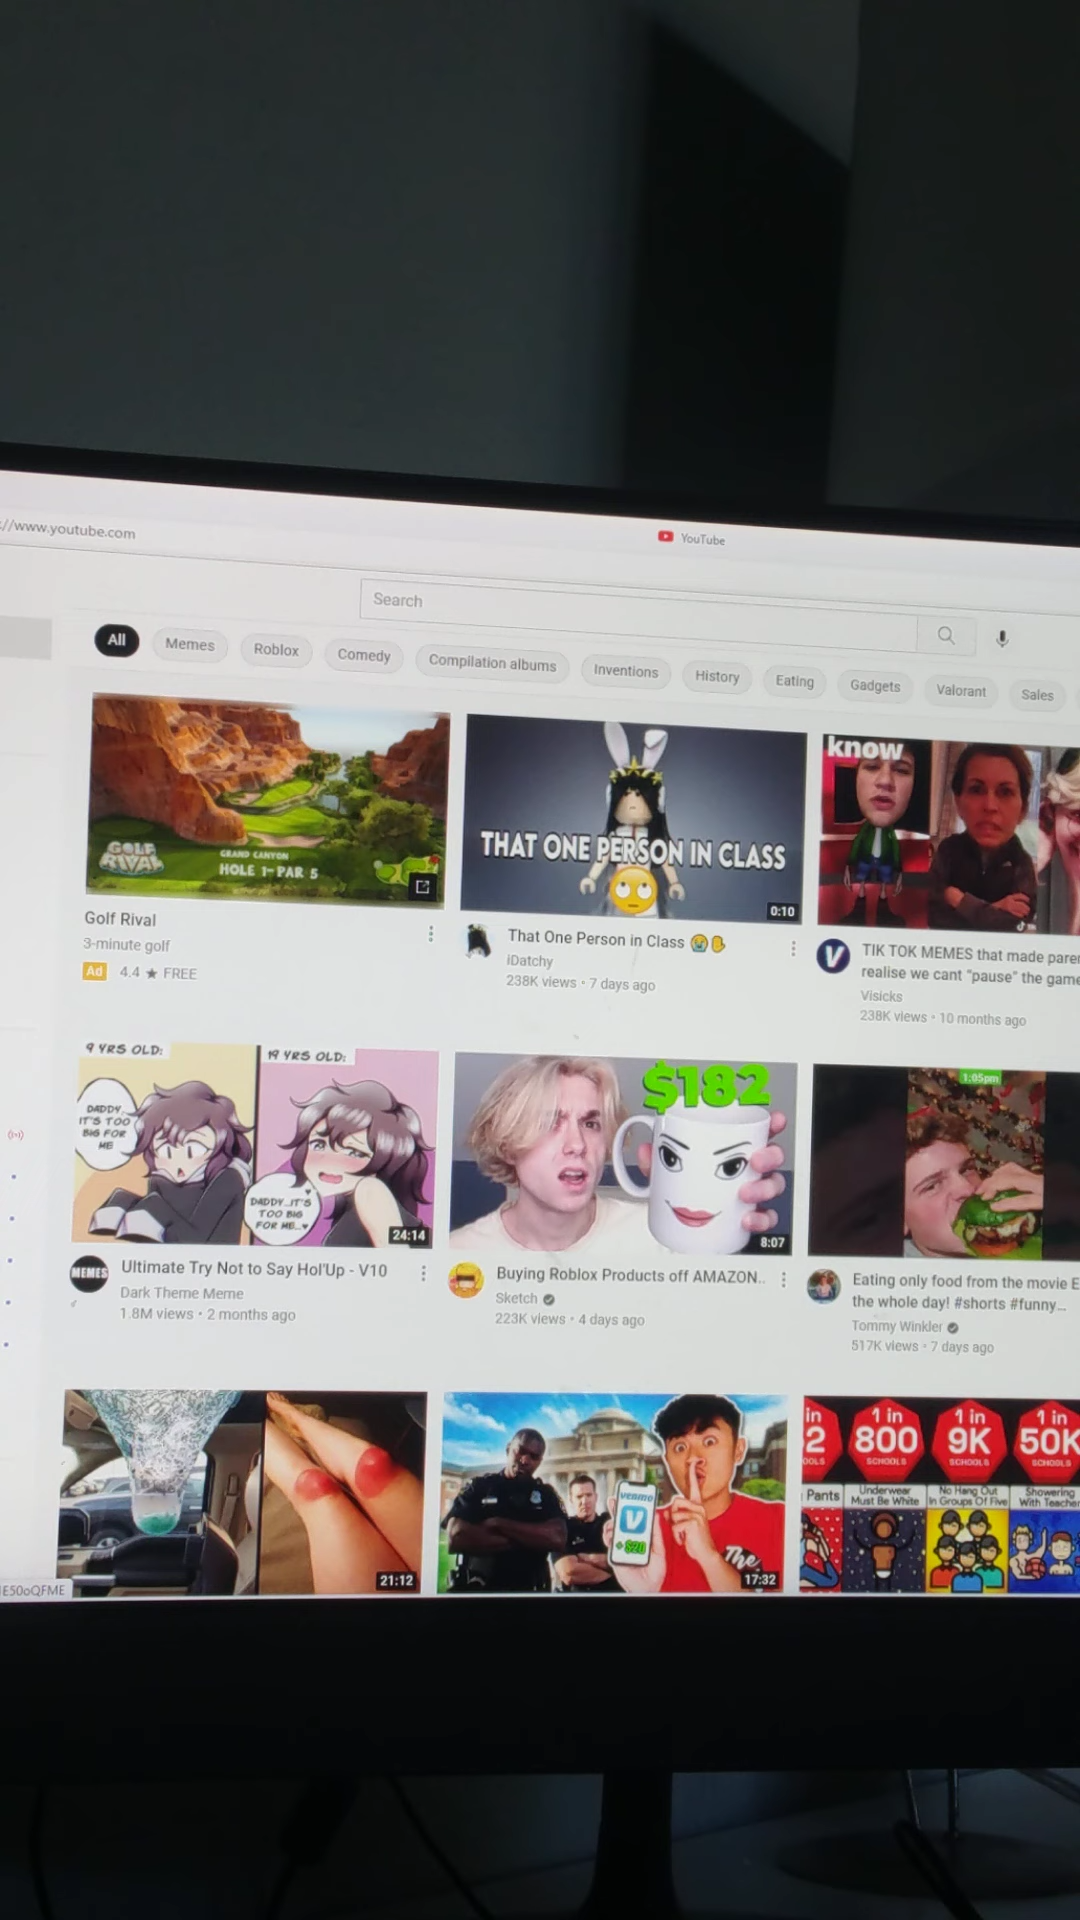 ://www.youtube.com
YouTube
Search
All
Memes
Roblox
Comedy
Compilation albums
Inventions
History
Eating
Gadgets
Valorant
Sales
GOLF
RIVAL
GRAND CANYON
HOLE 1 - PAR 5
THAT ONE PERSON IN CLASS
0:10
know
Golf Rival
3-minute golf
Ad 4.4 ★ FREE
That One Person in Class 😭✋
iDatchy
238K views • 7 days ago
V
TIK TOK MEMES that made paren
realise we cant "pause" the game
Visicks
238K views • 10 months ago
9 YRS OLD:
DADDY,
IT'S TOO
BIG FOR
ME
19 YRS OLD:
DADDY...IT'S
TOO BIG
FOR ME...♥
24:14
$182
8:07
1:05pm
MEMES
Ultimate Try Not to Say Hol'Up - V10
Dark Theme Meme
1.8M views • 2 months ago
Buying Roblox Products off AMAZON..
Sketch
223K views • 4 days ago
Eating only food from the movie E
the whole day! #shorts #funny...
Tommy Winkler
517K views • 7 days ago
21:12
venmo
V
+ $20
The
17:32
in
2
OOLS
1 in
800
SCHOOLS
1 in
9K
SCHOOLS
1 in
50K
SCHOOLS
Pants
Underwear
Must Be White
No Hang Out
In Groups Of Five
Showering
With Teacher
IE50oQFME